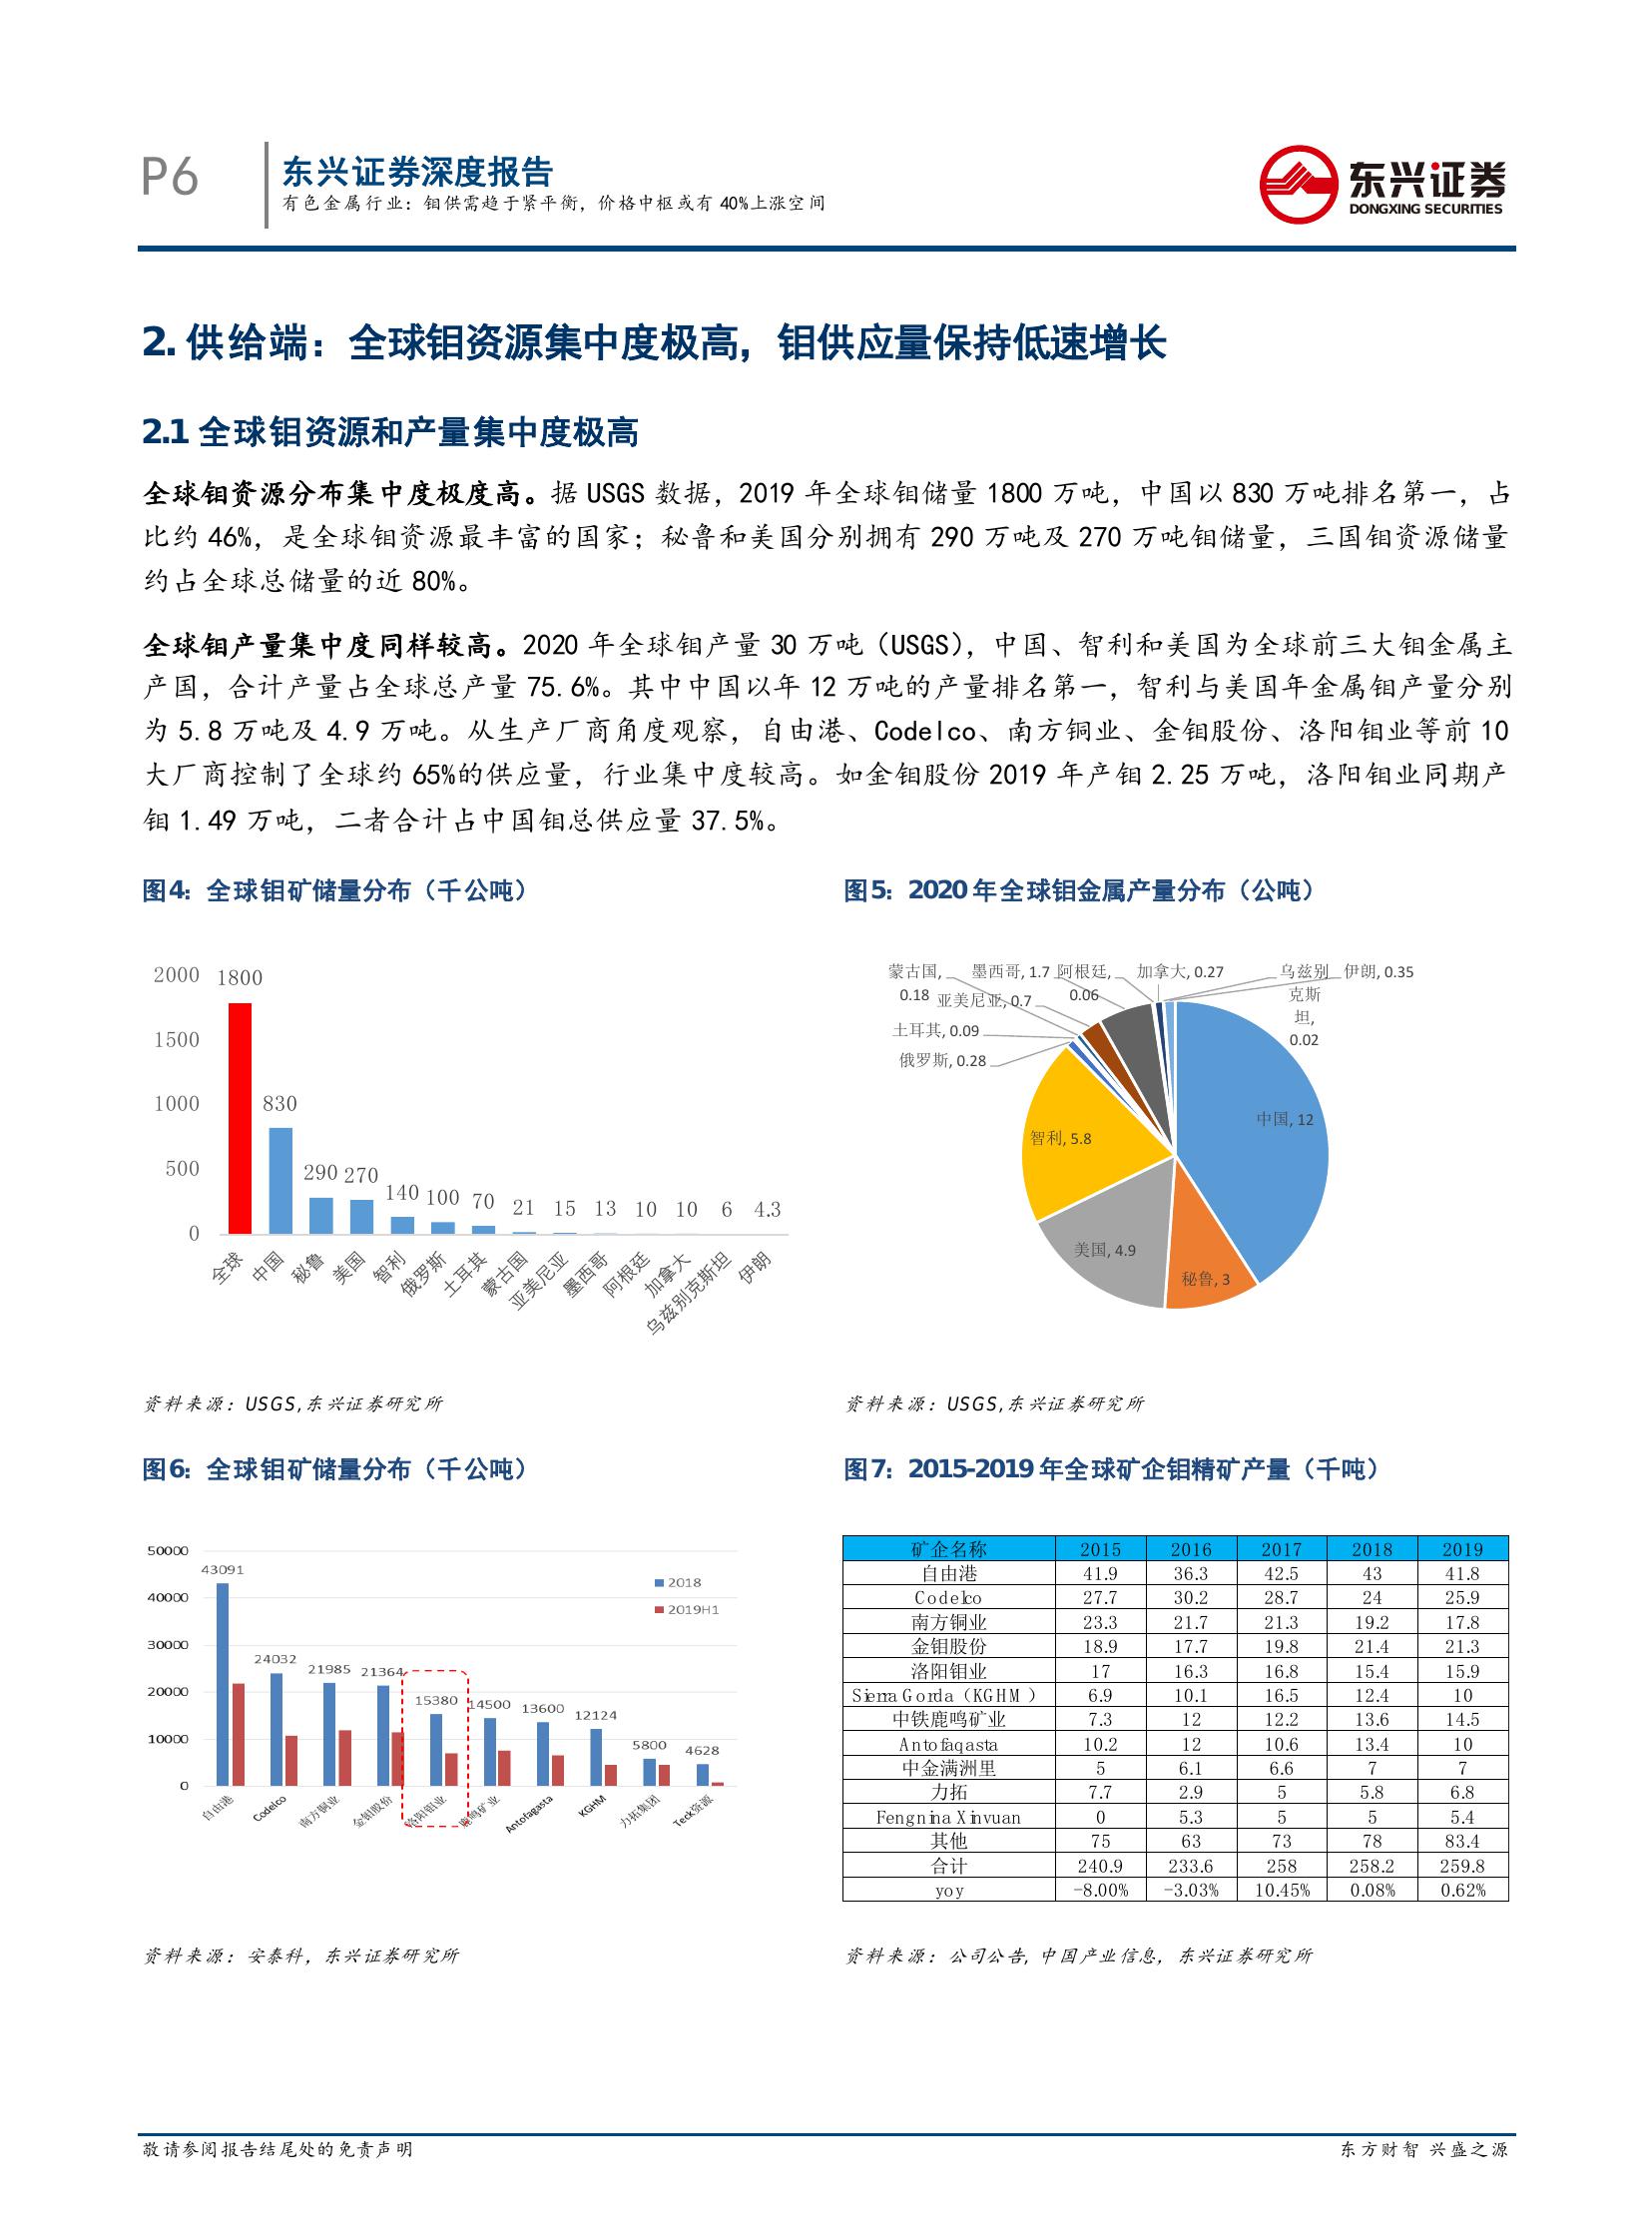 P6
东兴证券深度报告
有色金属行业：钼供需趋于紧平衡，价格中枢或有 40%上涨空间
东兴证券
DONGXING SECURITIES
2. 供给端：全球钼资源集中度极高，钼供应量保持低速增长
2.1 全球钼资源和产量集中度极高
全球钼资源分布集中度极度高。据 USGS 数据，2019 年全球钼储量 1800 万吨，中国以 830 万吨排名第一，占
比约 46%，是全球钼资源最丰富的国家；秘鲁和美国分别拥有 290 万吨及 270 万吨钼储量，三国钼资源储量
约占全球总储量的近 80%。
全球钼产量集中度同样较高。2020 年全球钼产量 30 万吨（USGS），中国、智利和美国为全球前三大钼金属主
产国，合计产量占全球总产量 75.6%。其中中国以年 12 万吨的产量排名第一，智利与美国年金属钼产量分别
为 5.8 万吨及 4.9 万吨。从生产厂商角度观察，自由港、Codelco、南方铜业、金钼股份、洛阳钼业等前 10
大厂商控制了全球约 65%的供应量，行业集中度较高。如金钼股份 2019 年产钼 2.25 万吨，洛阳钼业同期产
钼 1.49 万吨，二者合计占中国钼总供应量 37.5%。
图4：全球钼矿储量分布（千公吨）
2000
1500
1000
500
0
1800
830
290
270
140
100
70
21
15
13
10
10
6
4.3
全球
中国
秘鲁
美国
智利
俄罗斯
土耳其
蒙古国
亚美尼亚
墨西哥
阿根廷
加拿大
乌兹别克斯坦
伊朗
资料来源：USGS,东兴证券研究所
图5：2020 年全球钼金属产量分布（公吨）
蒙古国,
0.18
墨西哥, 1.7
阿根廷,
0.06
加拿大, 0.27
乌兹别
克斯
坦,
0.02
伊朗, 0.35
亚美尼亚, 0.7
土耳其, 0.09
俄罗斯, 0.28
中国, 12
智利, 5.8
美国, 4.9
秘鲁, 3
资料来源：USGS,东兴证券研究所
图6：全球钼矿储量分布（千公吨）
50000
40000
30000
20000
10000
0
43091
24032
21985
21364
15380
14500
13600
12124
5800
4628
2018
2019H1
自由港
Codelco
南方铜业
金钼股份
洛阳钼业
鹿鸣矿业
Antofagasta
KGHM
力拓集团
Teck资源
资料来源：安泰科，东兴证券研究所
图7：2015-2019 年全球矿企钼精矿产量（千吨）
矿企名称 2015 2016 2017 2018 2019
自由港 41.9 36.3 42.5 43 41.8
Codelco 27.7 30.2 28.7 24 25.9
南方铜业 23.3 21.7 21.3 19.2 17.8
金钼股份 18.9 17.7 19.8 21.4 21.3
洛阳钼业 17 16.3 16.8 15.4 15.9
Sierra Gorda（KGHM） 6.9 10.1 16.5 12.4 10
中铁鹿鸣矿业 7.3 12 12.2 13.6 14.5
Antofaqasta 10.2 12 10.6 13.4 10
中金满洲里 5 6.1 6.6 7 7
力拓 7.7 2.9 5 5.8 6.8
Fengnina Xinvuan 0 5.3 5 5 5.4
其他 75 63 73 78 83.4
合计 240.9 233.6 258 258.2 259.8
yoy -8.00% -3.03% 10.45% 0.08% 0.62%
资料来源：公司公告, 中国产业信息，东兴证券研究所
敬请参阅报告结尾处的免责声明
东方财智 兴盛之源